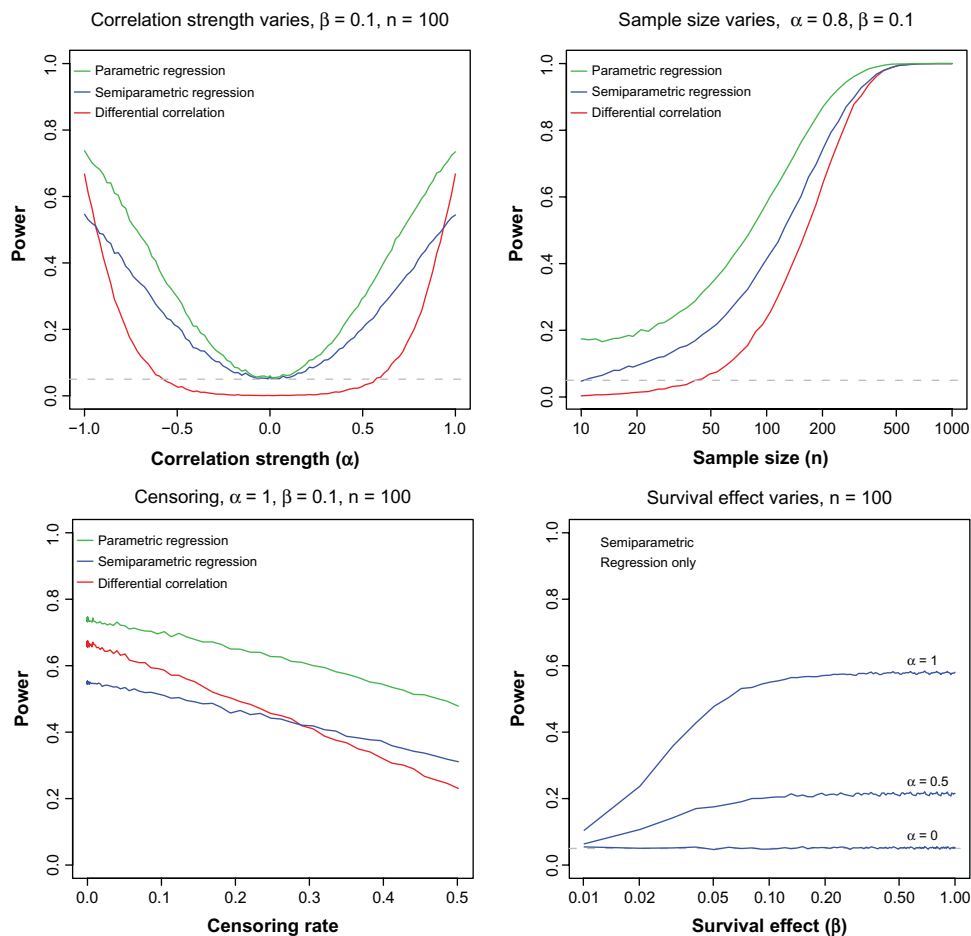 Correlation strength varies, β = 0.1, n = 100
Parametric regression
Semiparametric regression
Differential correlation
Power
0.0
0.2
0.4
0.6
0.8
1.0
−1.0
−0.5
0.0
0.5
1.0
Correlation strength (α)
Sample size varies, α = 0.8, β = 0.1
Parametric regression
Semiparametric regression
Differential correlation
Power
0.0
0.2
0.4
0.6
0.8
1.0
10
20
50
100
200
500
1000
Sample size (n)
Censoring, α = 1, β = 0.1, n = 100
Parametric regression
Semiparametric regression
Differential correlation
Power
0.0
0.2
0.4
0.6
0.8
1.0
0.0
0.1
0.2
0.3
0.4
0.5
Censoring rate
Survival effect varies, n = 100
Semiparametric
Regression only
α = 1
α = 0.5
α = 0
Power
0.0
0.2
0.4
0.6
0.8
1.0
0.01
0.02
0.05
0.10
0.20
0.50
1.00
Survival effect (β)